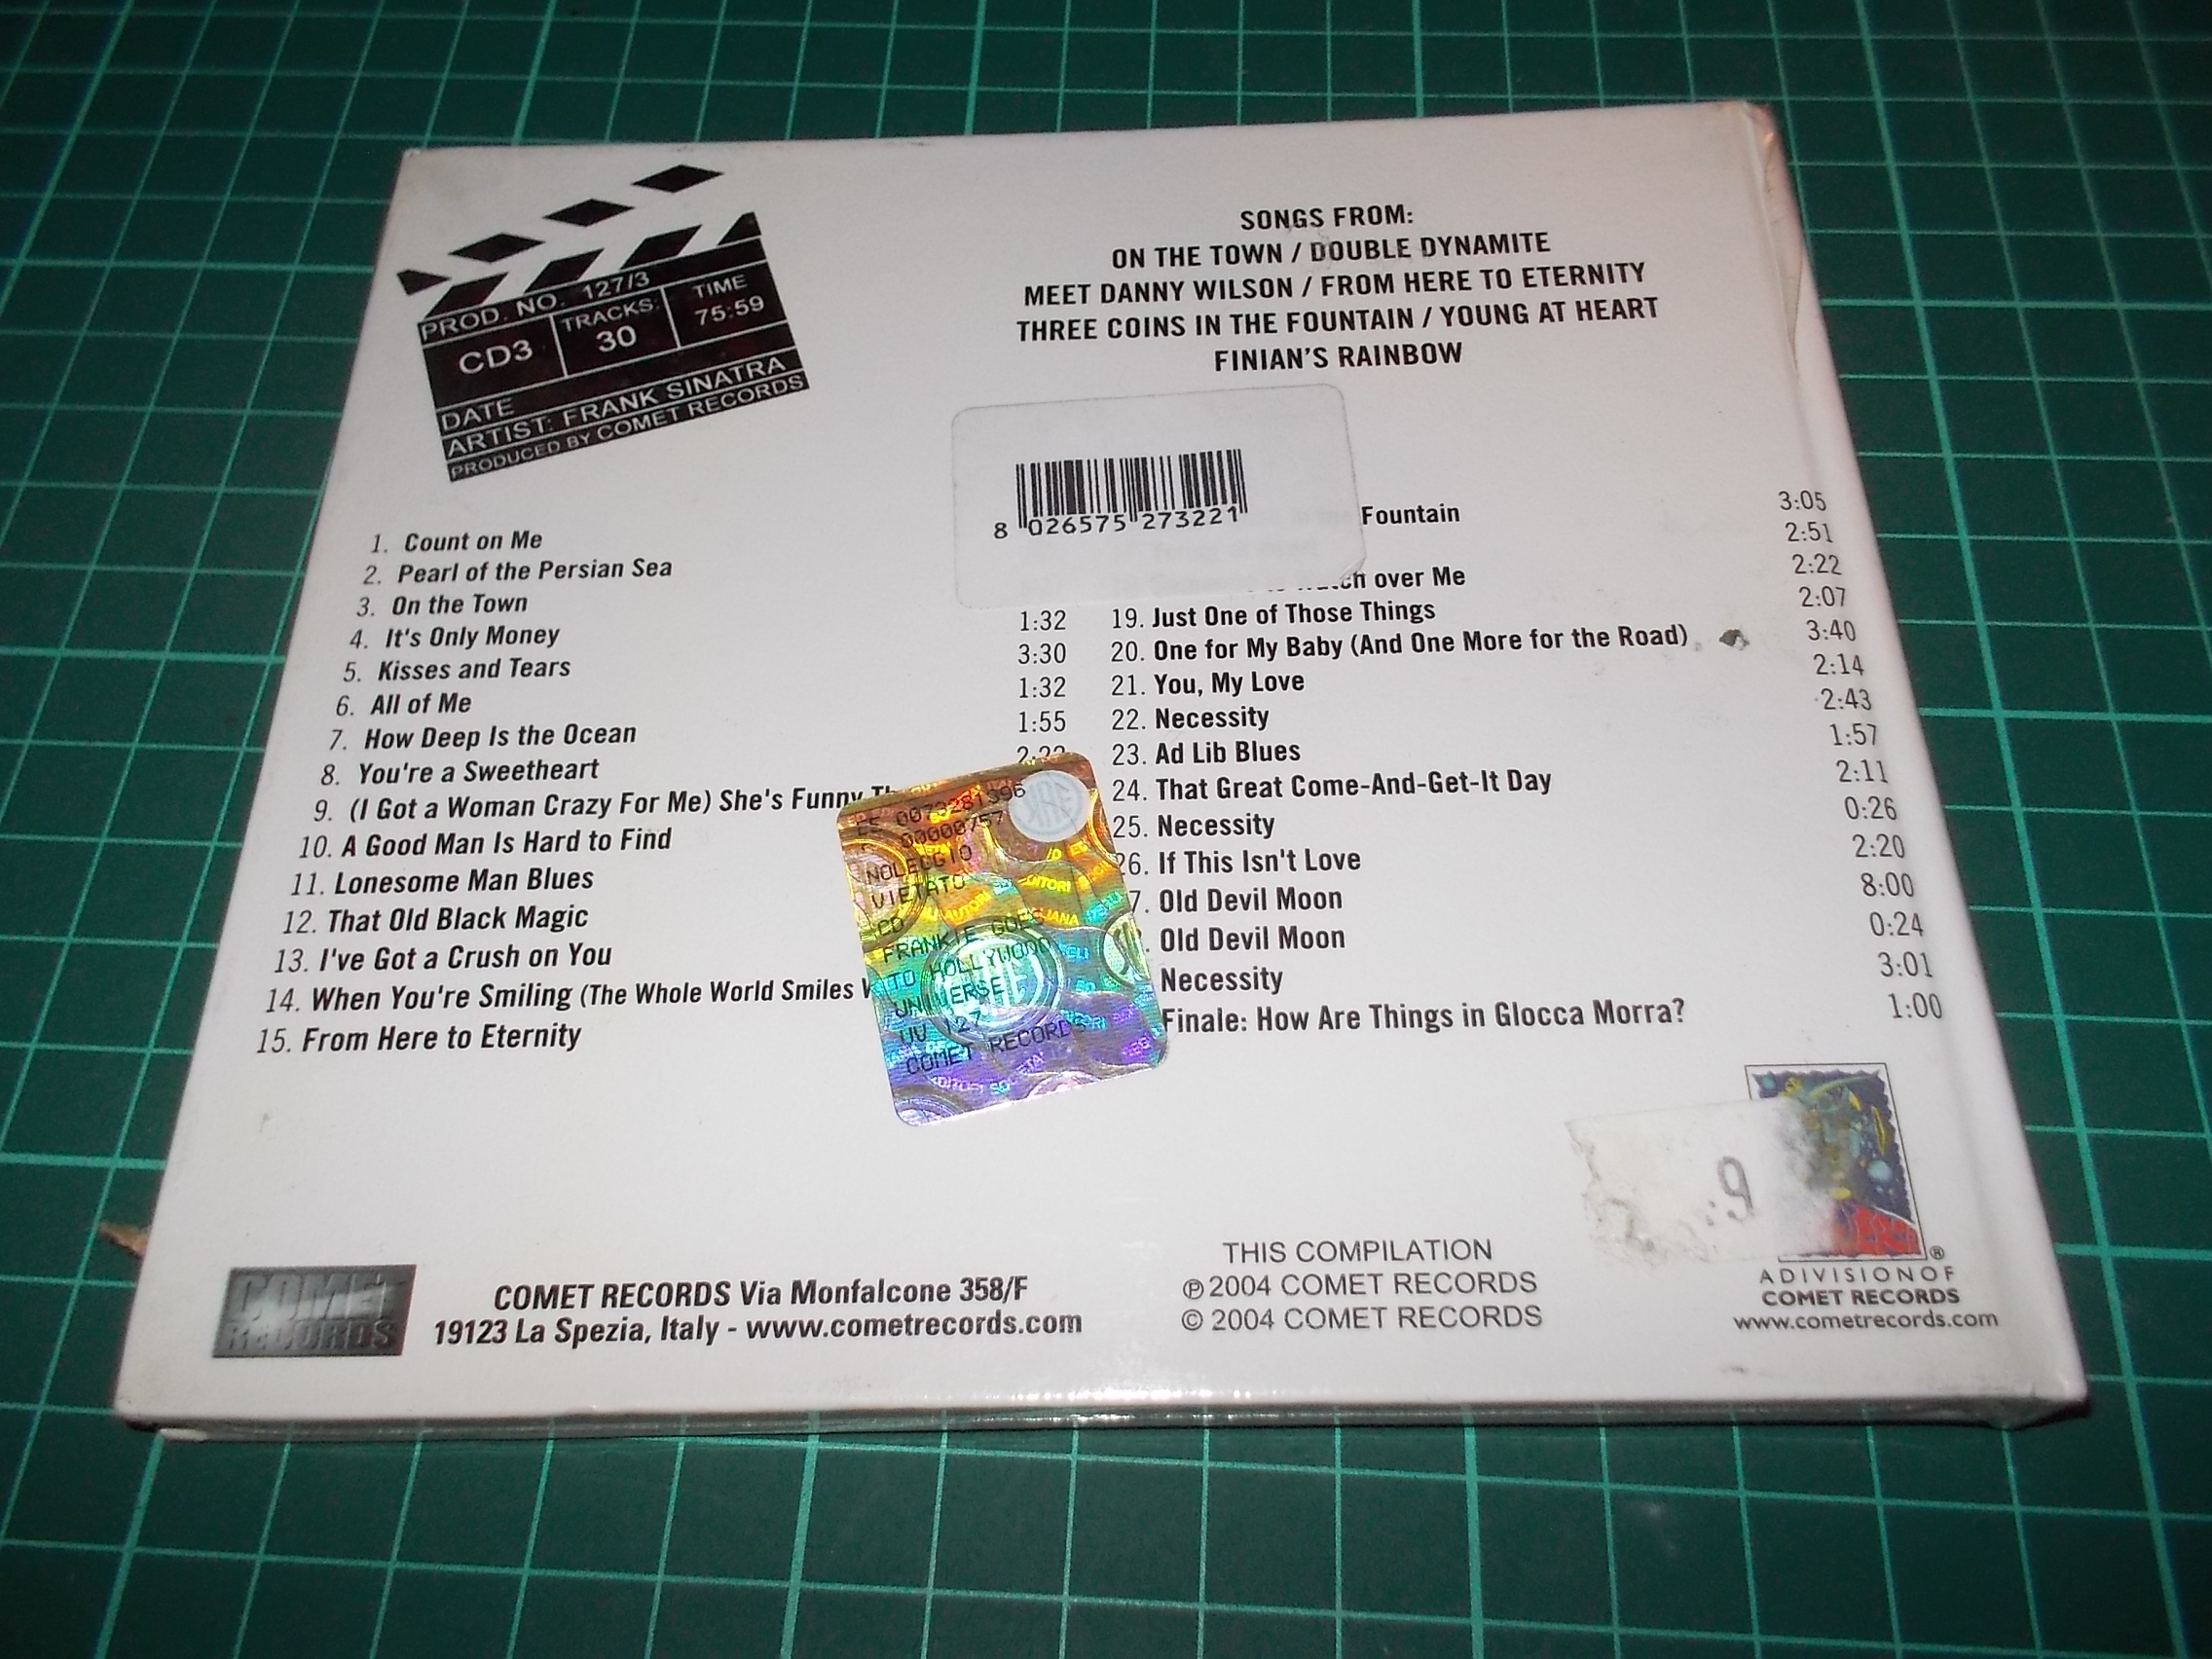 PROD. NO. 127/3
CD3
TRACKS:
30
TIME
75:59
DATE
ARTIST: FRANK SINATRA
PRODUCED BY COMET RECORDS
SONGS FROM:
ON THE TOWN / DOUBLE DYNAMITE
MEET DANNY WILSON / FROM HERE TO ETERNITY
THREE COINS IN THE FOUNTAIN / YOUNG AT HEART
FINIAN'S RAINBOW
8 026575 273221
1. Count on Me
2. Pearl of the Persian Sea
3. On the Town
4. It's Only Money 1:32
5. Kisses and Tears 3:30
6. All of Me 1:32
7. How Deep Is the Ocean 1:55
8. You're a Sweetheart
9. (I Got a Woman Crazy For Me) She's Funny
10. A Good Man Is Hard to Find
11. Lonesome Man Blues
12. That Old Black Magic
13. I've Got a Crush on You
14. When You're Smiling (The Whole World Smiles
15. From Here to Eternity
Fountain 3:05
2:51
over Me 2:22
19. Just One of Those Things 2:07
20. One for My Baby (And One More for the Road) 3:40
21. You, My Love 2:14
22. Necessity 2:43
23. Ad Lib Blues 1:57
24. That Great Come-And-Get-It Day 2:11
25. Necessity 0:26
26. If This Isn't Love 2:20
7. Old Devil Moon 8:00
. Old Devil Moon 0:24
Necessity 3:01
Finale: How Are Things in Glocca Morra? 1:00
NOLEGGIO
VIETATO
CD
FRANKIE GOES
TO HOLLYWOOD
UNIVERSE
UV 127
COMET RECORDS
:9
COMET
RECORDS
COMET RECORDS Via Monfalcone 358/F
19123 La Spezia, Italy - www.cometrecords.com
THIS COMPILATION
℗ 2004 COMET RECORDS
© 2004 COMET RECORDS
®
A DIVISION OF
COMET RECORDS
www.cometrecords.com